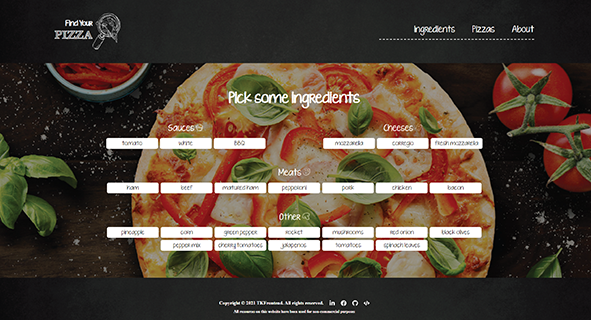 Find Your
PIZZA
Ingredients Pizzas About
Pick some ingredients
Sauces Cheeses
tomato white BBQ mozzarella correggio fresh mozzarella
Meats
ham beef matured ham pepperoni pork chicken bacon
Other
pineapple corn green pepper rocket mushrooms red onion black olives
pepper mix cherry tomatoes jalapenos tomatoes spinach leaves
Copyright © 2021 TKFrontend. All rights reserved.
All resources on this website have been used for non-commercial purpose